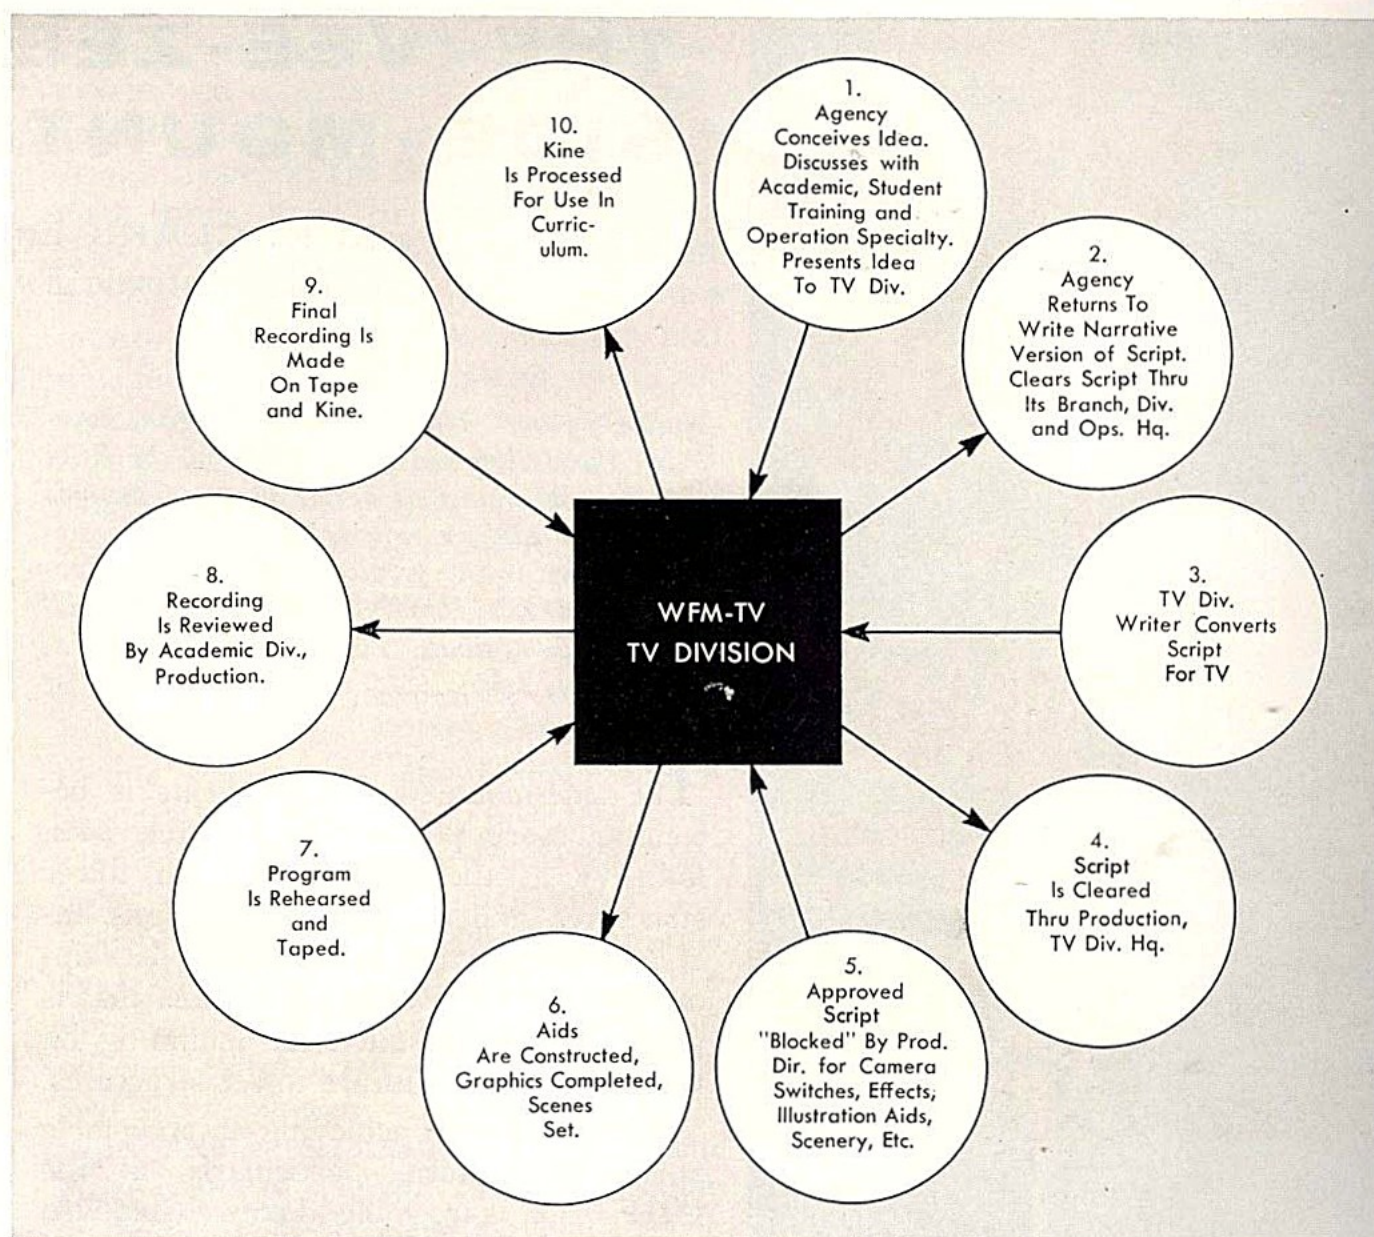 1.
Agency
Conceives Idea.
Discusses with
Academic, Student
Training and
Operation Specialty.
Presents Idea
To TV Div.
2.
Agency
Returns To
Write Narrative
Version of Script.
Clears Script Thru
Its Branch, Div.
and Ops. Hq.
3.
TV Div.
Writer Converts
Script
For TV
4.
Script
Is Cleared
Thru Production,
TV Div. Hq.
5.
Approved
Script
"Blocked" By Prod.
Dir. for Camera
Switches, Effects,
Illustration Aids,
Scenery, Etc.
6.
Aids
Are Constructed,
Graphics Completed,
Scenes
Set.
7.
Program
Is Rehearsed
and
Taped.
8.
Recording
Is Reviewed
By Academic Div.,
Production.
9.
Final
Recording Is
Made
On Tape
and Kine.
10.
Kine
Is Processed
For Use In
Curric-
ulum.
WFM-TV
TV DIVISION